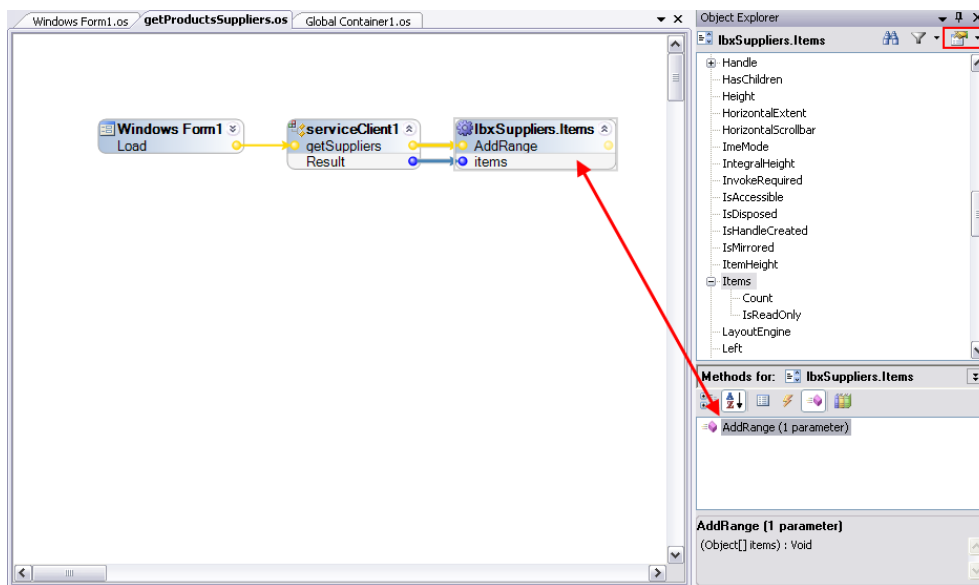 Windows Form1.os
getProductsSuppliers.os
Global Container1.os
Windows Form1
Load
serviceClient1
getSuppliers
Result
lbxSuppliers.Items
AddRange
items
Object Explorer
lbxSuppliers.Items
Handle
HasChildren
Height
HorizontalExtent
HorizontalScrollbar
ImeMode
IntegralHeight
InvokeRequired
IsAccessible
IsDisposed
IsHandleCreated
IsMirrored
ItemHeight
Items
Count
IsReadOnly
LayoutEngine
Left
Methods for: lbxSuppliers.Items
AddRange (1 parameter)
AddRange (1 parameter)
(Object[] items) : Void